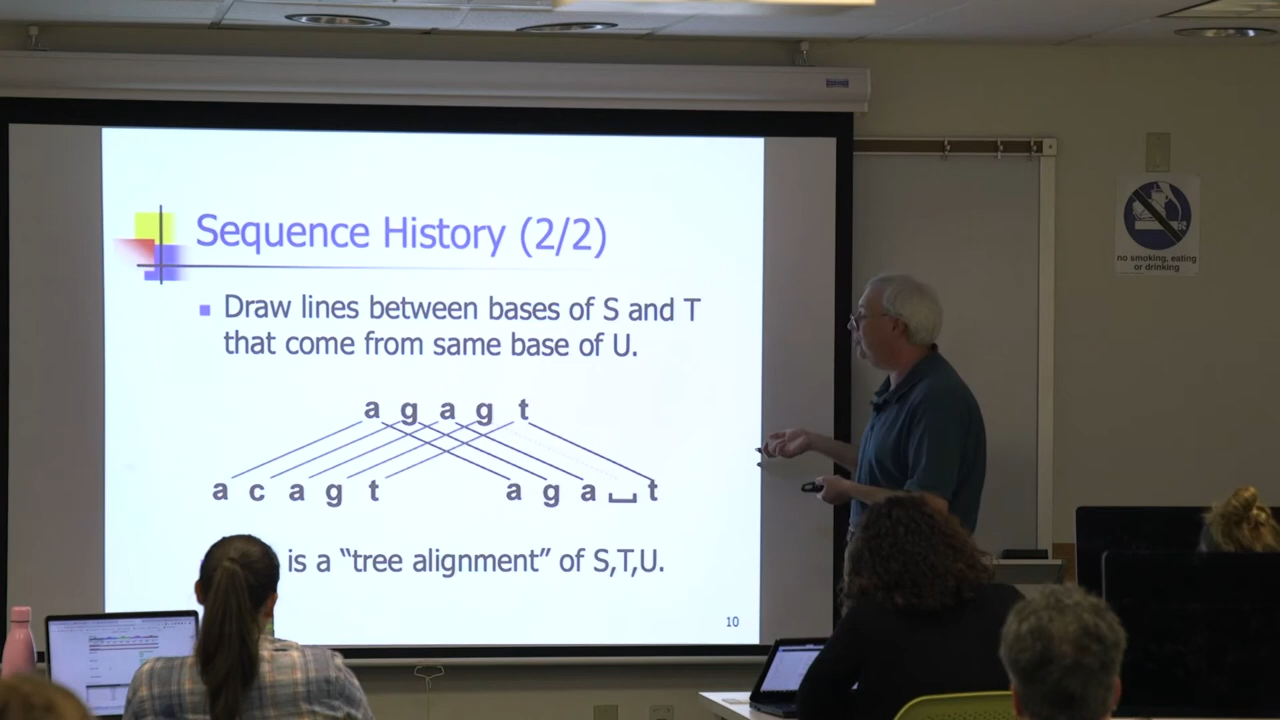 Sequence History (2/2)
Draw lines between bases of S and T
that come from same base of U.
a g a g t
a c a g t a g a t
is a “tree alignment” of S,T,U.
10
no smoking, eating
or drinking